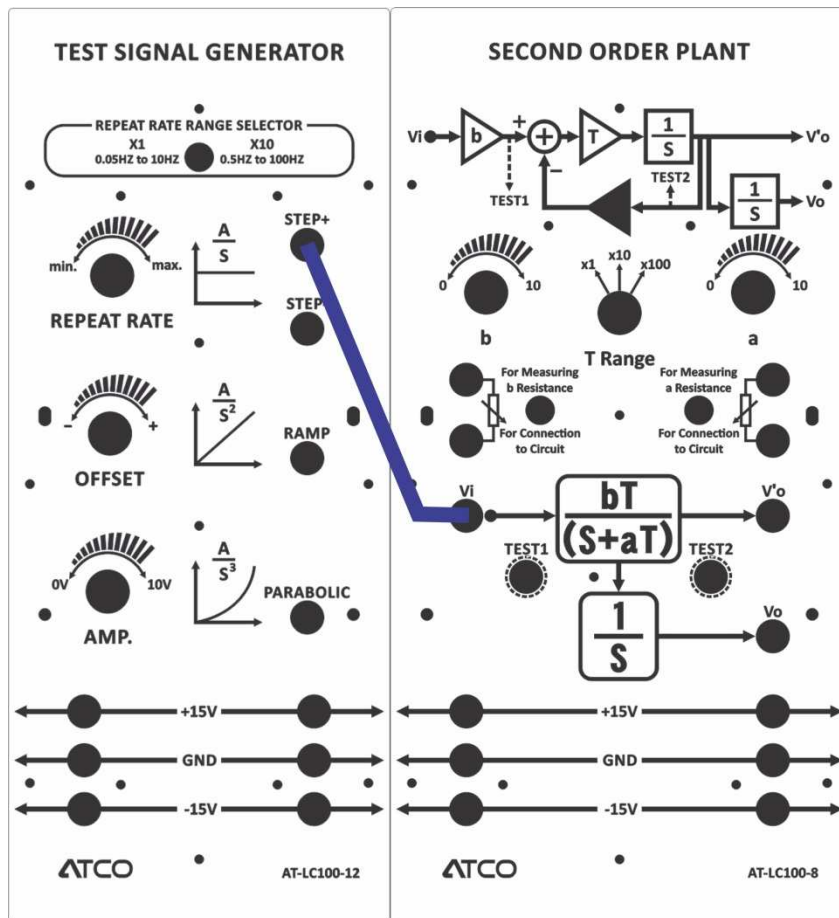 TEST SIGNAL GENERATOR
REPEAT RATE RANGE SELECTOR
X1
0.05HZ to 10HZ
X10
0.5HZ to 100HZ
min.
max.
REPEAT RATE
A
S
STEP+
STEP
-
+
OFFSET
A
S²
RAMP
0V
10V
AMP.
A
S³
PARABOLIC
+15V
GND
-15V
ATCO
AT-LC100-12
SECOND ORDER PLANT
Vi
b
+
+
−
T
1
S
V'o
TEST1
TEST2
1
S
Vo
0
10
b
x1
x10
x100
T Range
0
10
a
For Measuring
b Resistance
For Connection
to Circuit
For Measuring
a Resistance
For Connection
to Circuit
Vi
bT
(S+aT)
V'o
TEST1
TEST2
1
S
Vo
+15V
GND
-15V
ATCO
AT-LC100-8